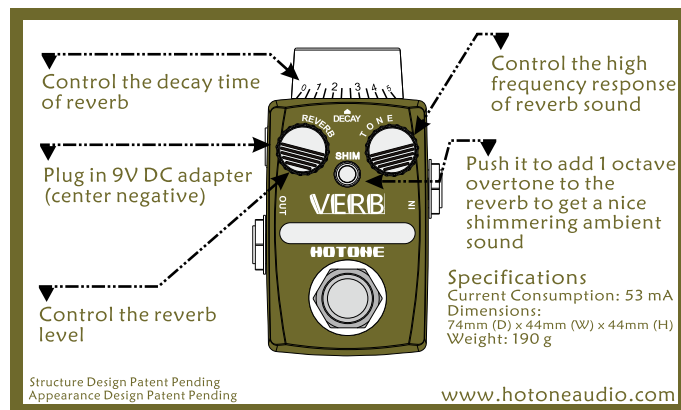 Control the decay time
of reverb
Control the high
frequency response
of reverb sound
0 1 2 3 4 5
DECAY
REVERB
TONE
SHIM
Plug in 9V DC adapter
(center negative)
Push it to add 1 octave
overtone to the
reverb to get a nice
shimmering ambient
sound
OUT
VERB
IN
HOTONE
Control the reverb
level
Specifications
Current Consumption: 53 mA
Dimensions:
74mm (D) x 44mm (W) x 44mm (H)
Weight: 190 g
Structure Design Patent Pending
Appearance Design Patent Pending
www.hotoneaudio.com